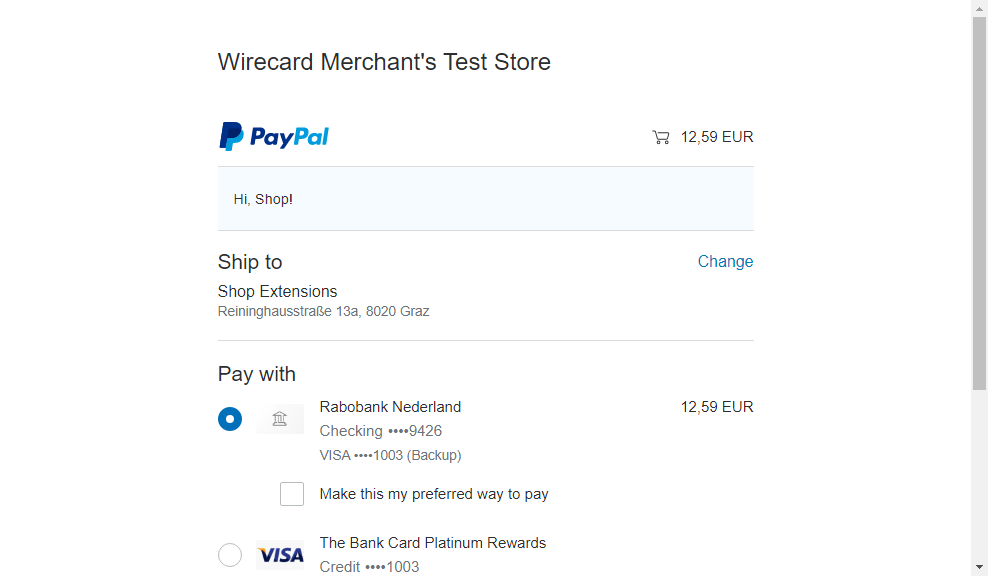 Wirecard Merchant's Test Store
PayPal
12,59 EUR
Hi, Shop!
Ship to
Change
Shop Extensions
Reininghausstraße 13a, 8020 Graz
Pay with
Rabobank Nederland
12,59 EUR
Checking ••••9426
VISA ••••1003 (Backup)
Make this my preferred way to pay
VISA
The Bank Card Platinum Rewards
Credit ••••1003